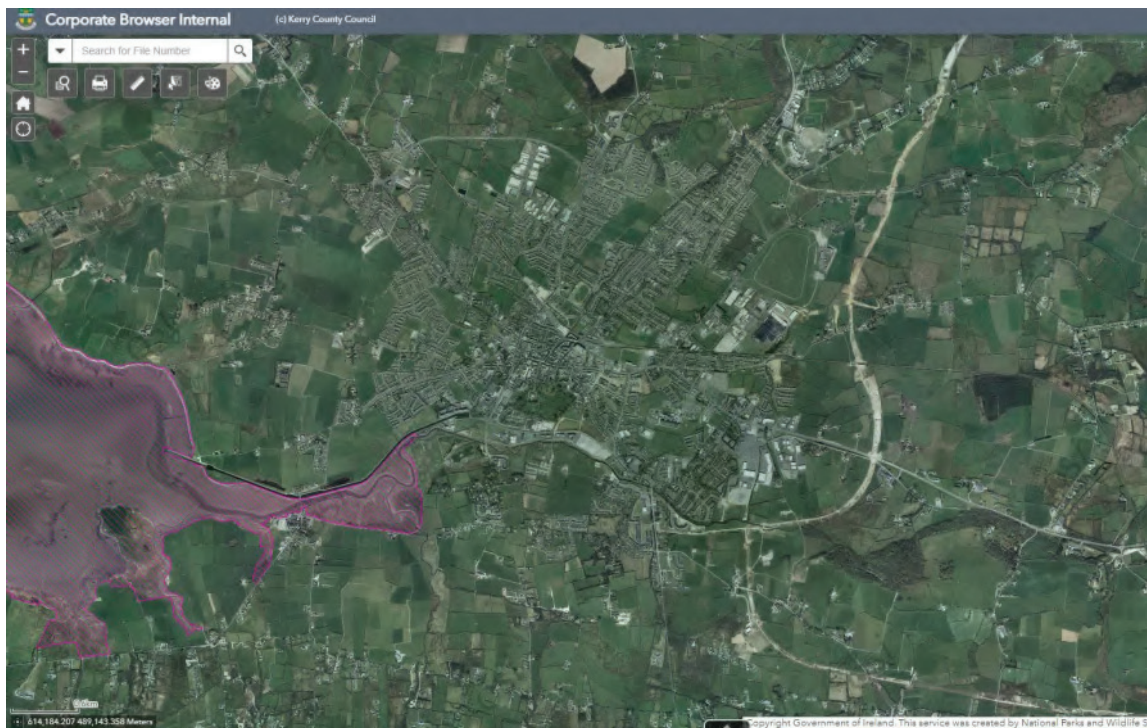 Corporate Browser Internal
(c) Kerry County Council
+
Search for File Number
−
614,184.207 489,143.358 Meters
Copyright Government of Ireland. This service was created by National Parks and Wildlife